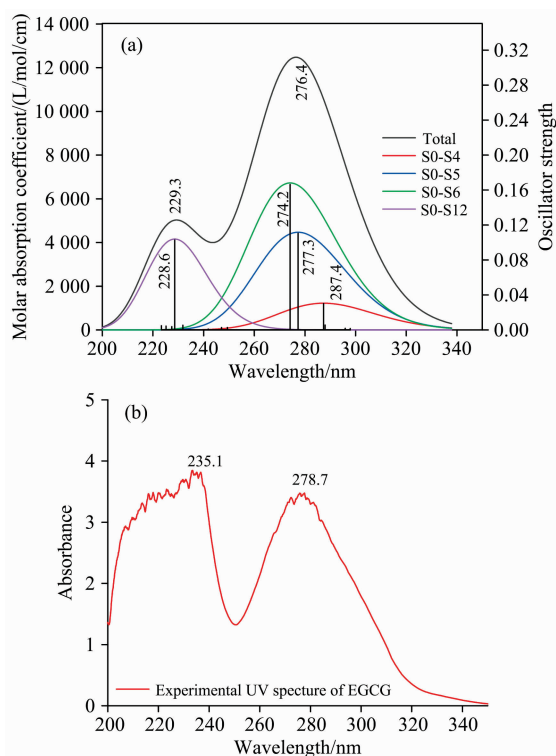 (a)
Molar absorption coefficient/(L/mol/cm)
14 000
12 000
10 000
8 000
6 000
4 000
2 000
0
0.32
0.28
0.24
0.20
0.16
0.12
0.08
0.04
0.00
Oscillator strength
276.4
229.3
228.6
274.2
277.3
287.4
Total
S0-S4
S0-S5
S0-S6
S0-S12
200 220 240 260 280 300 320 340
Wavelength/nm
(b)
Absorbance
5
4
3
2
1
0
235.1
278.7
Experimental UV specture of EGCG
200 220 240 260 280 300 320 340
Wavelength/nm